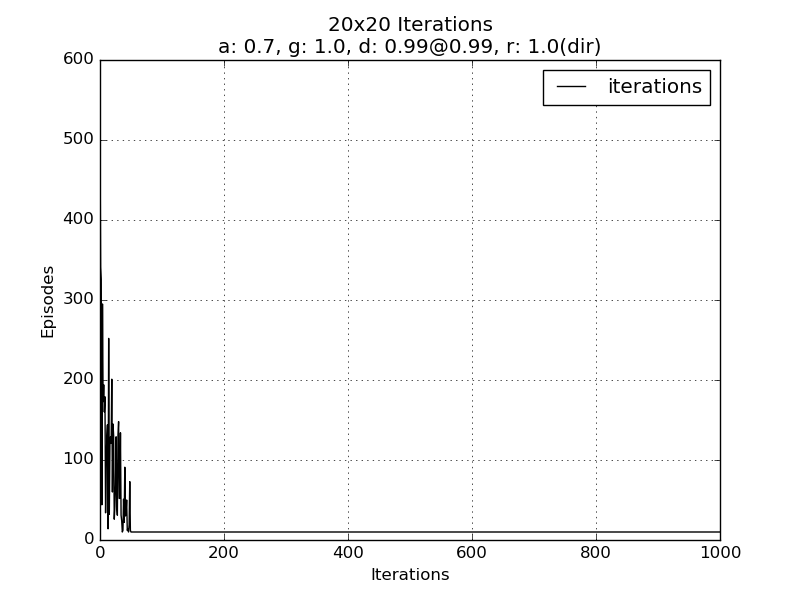 20x20 Iterations
a: 0.7, g: 1.0, d: 0.99@0.99, r: 1.0(dir)
600
iterations
500
400
300
200
100
0
Episodes
0 200 400 600 800 1000
Iterations